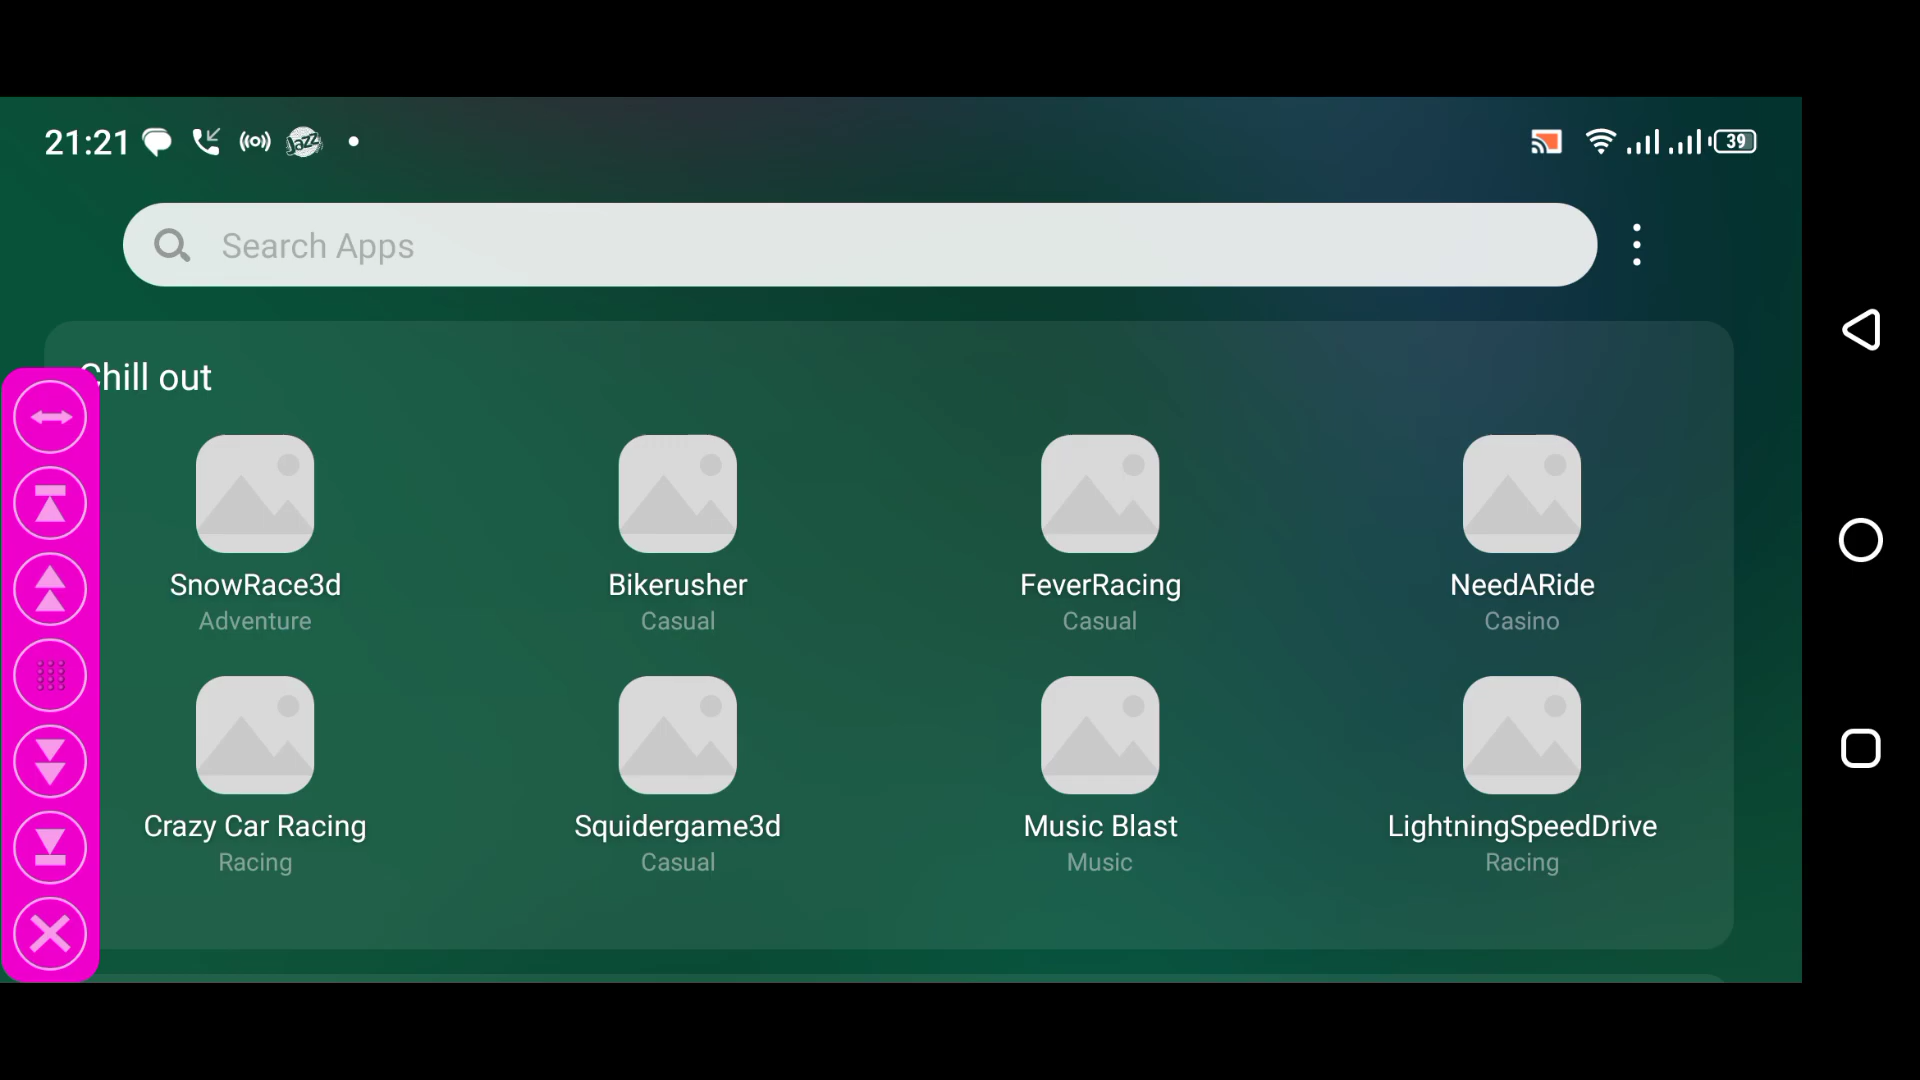 21:21
Jazz
39
Search Apps
Chill out
SnowRace3d
Bikerusher
FeverRacing
NeedARide
Adventure
Casual
Casual
Casino
Crazy Car Racing
Squidergame3d
Music Blast
LightningSpeedDrive
Racing
Casual
Music
Racing